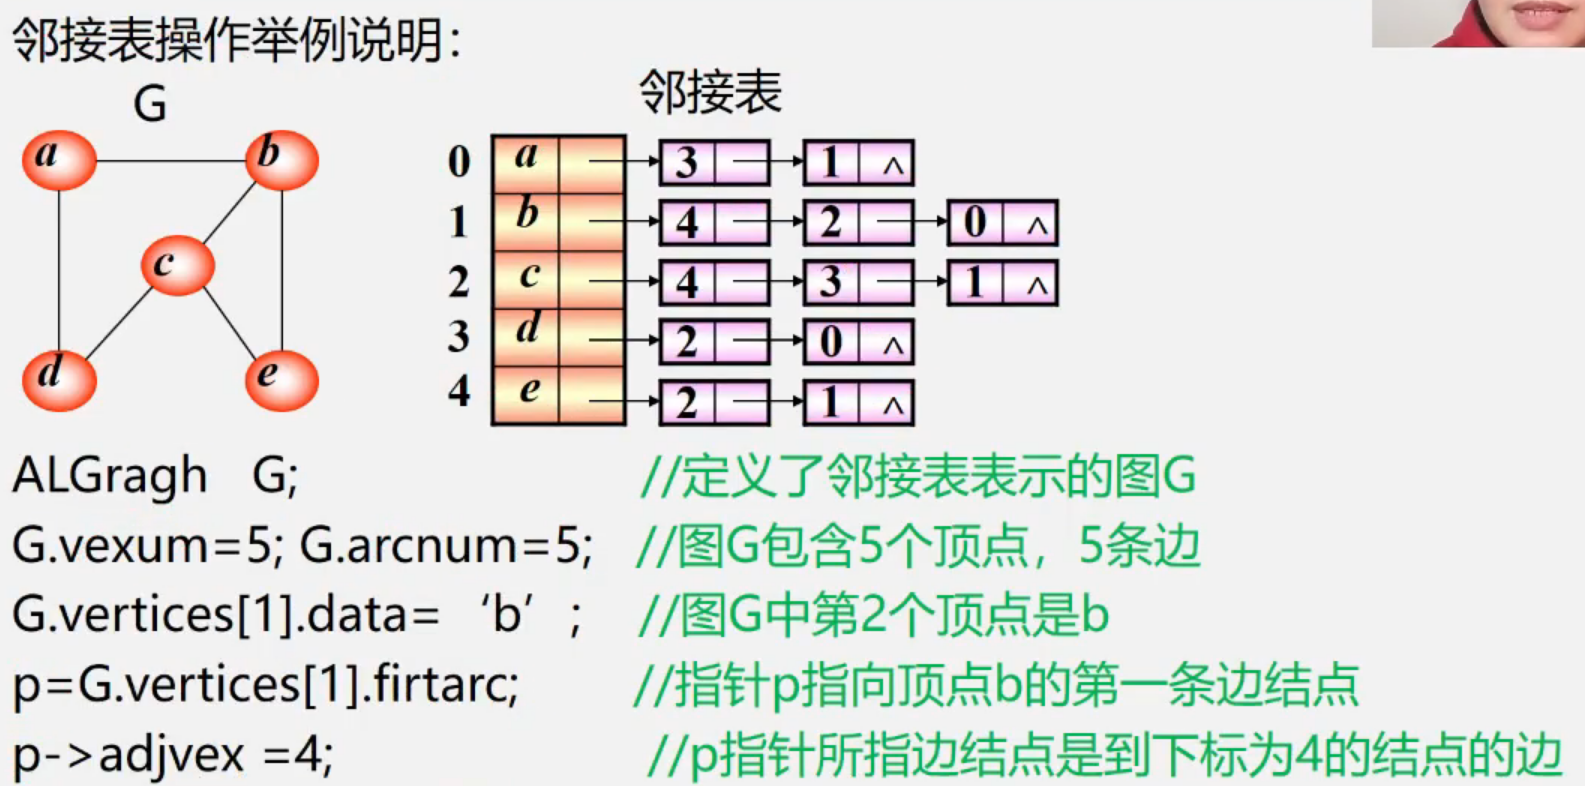 邻接表操作举例说明：
G
邻接表
a b
c
d e
0 a 3 1 ^
1 b 4 2 0 ^
2 c 4 3 1 ^
3 d 2 0 ^
4 e 2 1 ^
ALGragh G; //定义了邻接表表示的图G
G.vexum=5; G.arcnum=5; //图G包含5个顶点，5条边
G.vertices[1].data= ‘b’ ; //图G中第2个顶点是b
p=G.vertices[1].firtarc; //指针p指向顶点b的第一条边结点
p->adjvex =4; //p指针所指边结点是到下标为4的结点的边